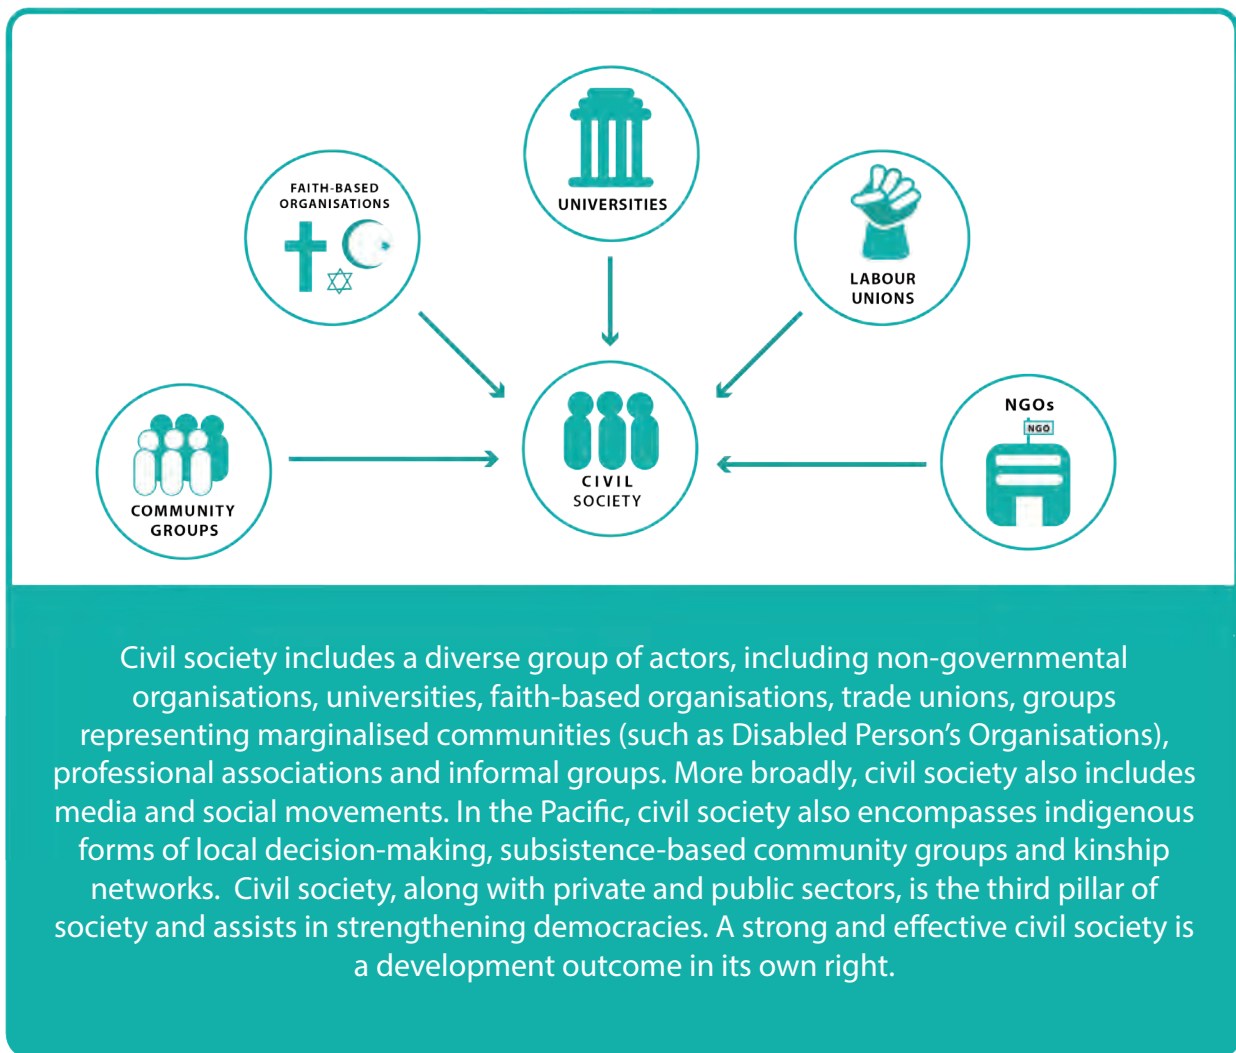 UNIVERSITIES
FAITH-BASED
ORGANISATIONS
LABOUR
UNIONS
NGOs
NGO
COMMUNITY
GROUPS
CIVIL
SOCIETY
Civil society includes a diverse group of actors, including non-governmental
organisations, universities, faith-based organisations, trade unions, groups
representing marginalised communities (such as Disabled Person’s Organisations),
professional associations and informal groups. More broadly, civil society also includes
media and social movements. In the Pacific, civil society also encompasses indigenous
forms of local decision-making, subsistence-based community groups and kinship
networks.  Civil society, along with private and public sectors, is the third pillar of
society and assists in strengthening democracies. A strong and effective civil society is
a development outcome in its own right.